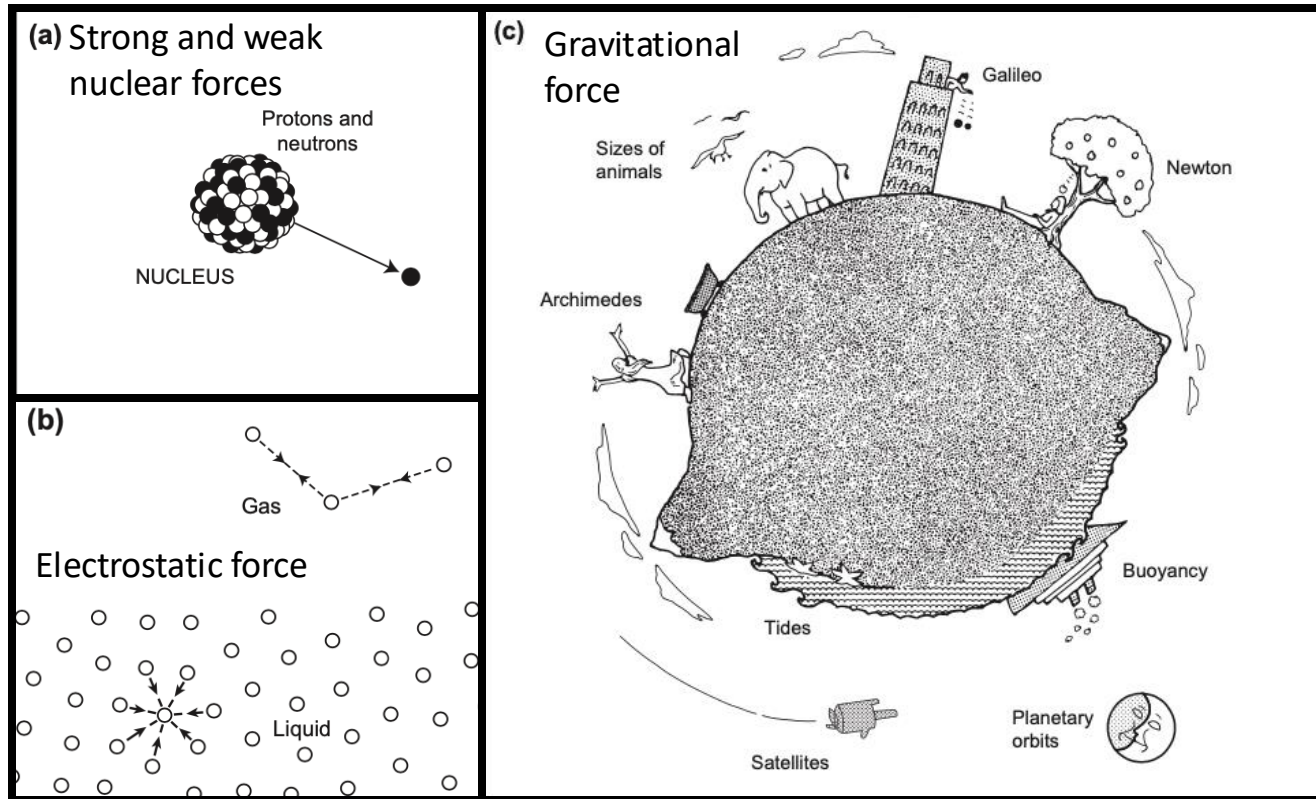 (a) Strong and weak
nuclear forces
Protons and
neutrons
NUCLEUS
(b)
Gas
Electrostatic force
Liquid
(c) Gravitational
force
Galileo
Sizes of
animals
Newton
Archimedes
Buoyancy
Tides
Satellites
Planetary
orbits